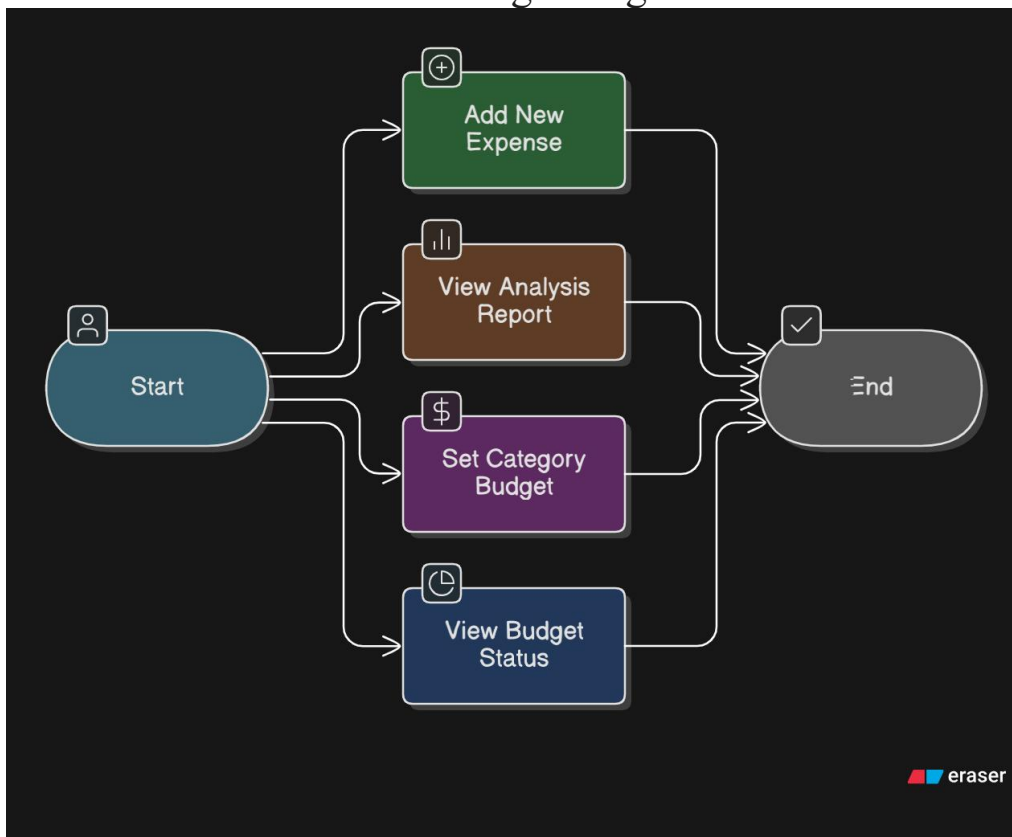 Add New
Expense
View Analysis
Report
Start
End
Set Category
Budget
View Budget
Status
eraser